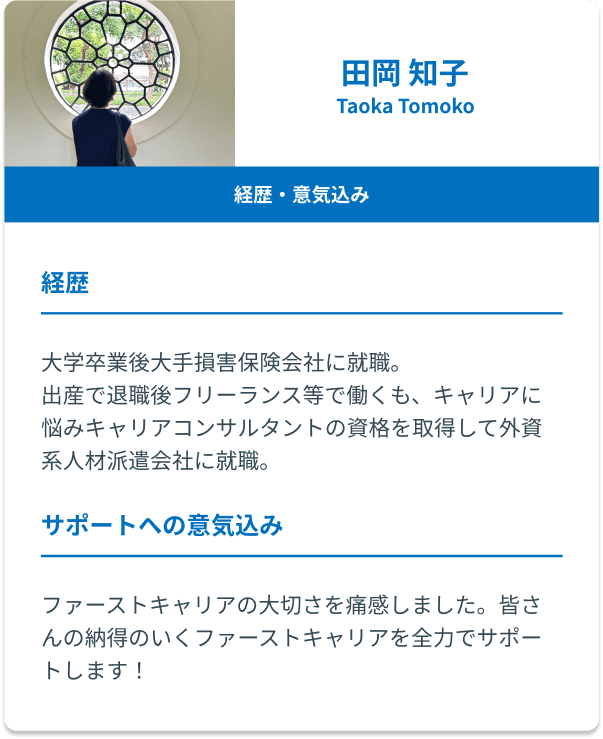 田岡 知子
Taoka Tomoko
経歴・意気込み
経歴
大学卒業後大手損害保険会社に就職。
出産で退職後フリーランス等で働くも、キャリアに
悩みキャリアコンサルタントの資格を取得して外資
系人材派遣会社に就職。
サポートへの意気込み
ファーストキャリアの大切さを痛感しました。皆さ
んの納得のいくファーストキャリアを全力でサポー
トします！